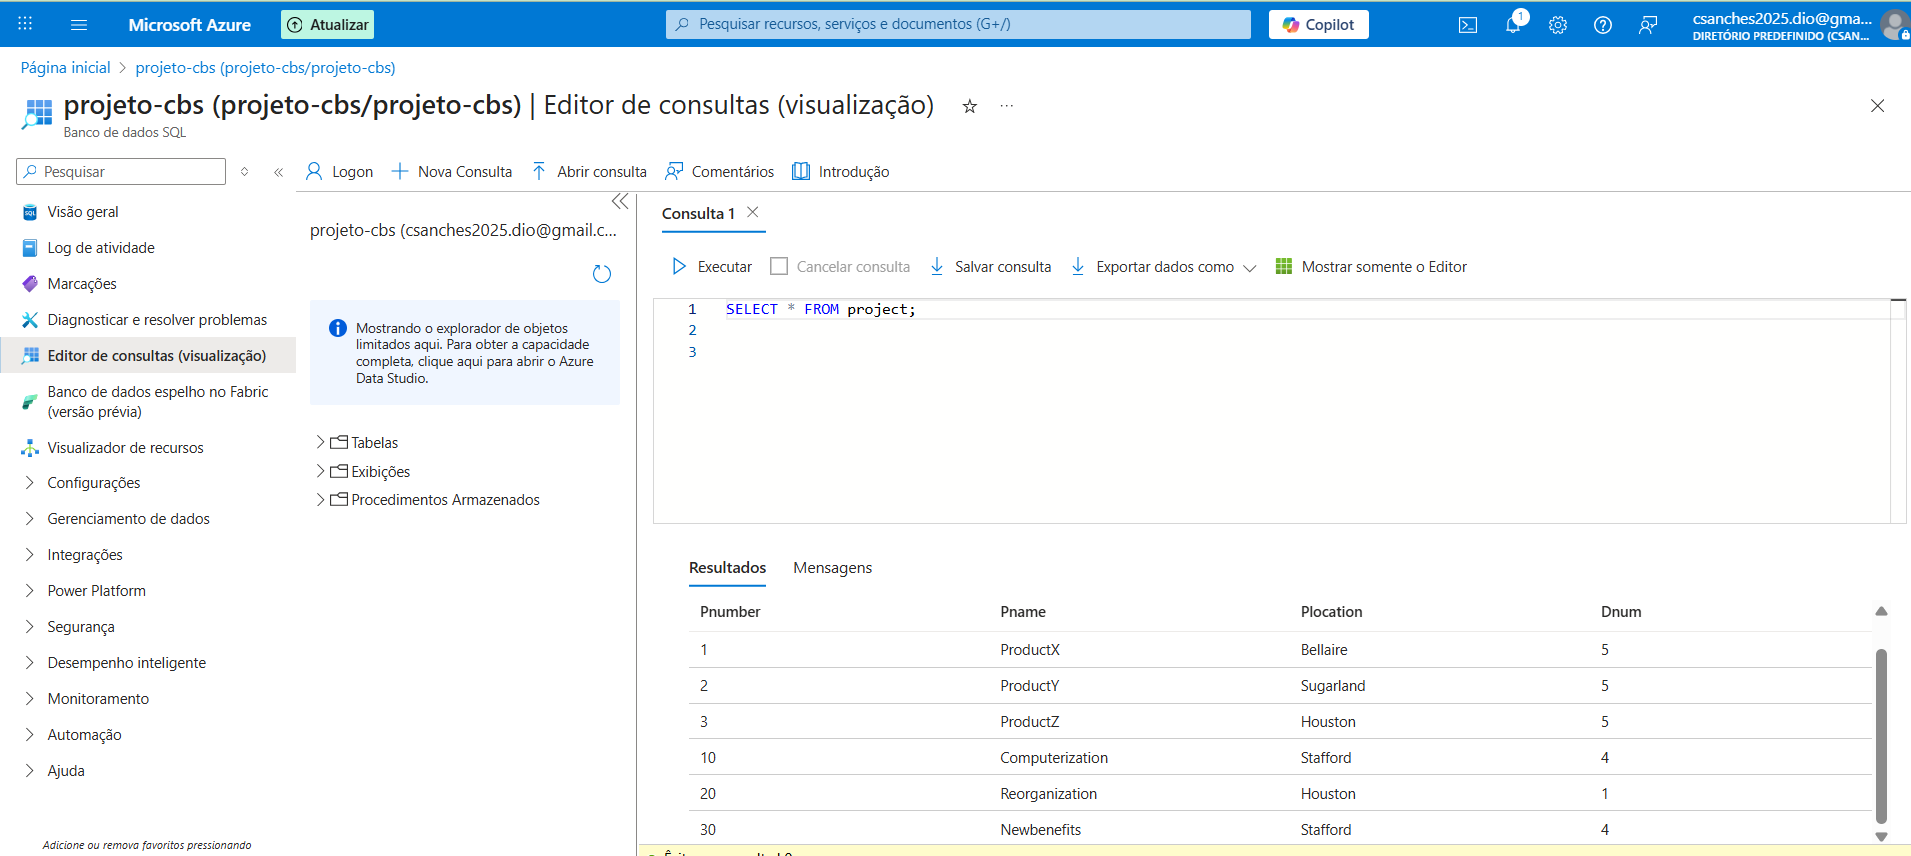 Microsoft Azure
Atualizar
Pesquisar recursos, serviços e documentos (G+/)
Copilot
1
csanches2025.dio@gma...
DIRETÓRIO PREDEFINIDO (CSAN...
Página inicial > projeto-cbs (projeto-cbs/projeto-cbs)
projeto-cbs (projeto-cbs/projeto-cbs) | Editor de consultas (visualização)
Banco de dados SQL
Pesquisar
Logon
Nova Consulta
Abrir consulta
Comentários
Introdução
Visão geral
Log de atividade
Marcações
Diagnosticar e resolver problemas
Editor de consultas (visualização)
Banco de dados espelho no Fabric
(versão prévia)
Visualizador de recursos
Configurações
Gerenciamento de dados
Integrações
Power Platform
Segurança
Desempenho inteligente
Monitoramento
Automação
Ajuda
Adicione ou remova favoritos pressionando
projeto-cbs (csanches2025.dio@gmail.c...
Mostrando o explorador de objetos
limitados aqui. Para obter a capacidade
completa, clique aqui para abrir o Azure
Data Studio.
Tabelas
Exibições
Procedimentos Armazenados
Consulta 1
Executar
Cancelar consulta
Salvar consulta
Exportar dados como
Mostrar somente o Editor
1 SELECT * FROM project;
2
3
Resultados
Mensagens
Pnumber Pname Plocation Dnum
1 ProductX Bellaire 5
2 ProductY Sugarland 5
3 ProductZ Houston 5
10 Computerization Stafford 4
20 Reorganization Houston 1
30 Newbenefits Stafford 4